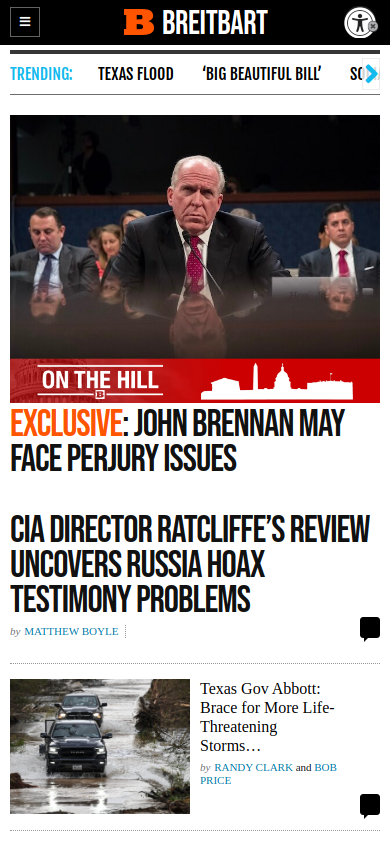 BREITBART
TRENDING:
TEXAS FLOOD
‘BIG BEAUTIFUL BILL’
ON THE HILL
EXCLUSIVE: JOHN BRENNAN MAY
FACE PERJURY ISSUES
CIA DIRECTOR RATCLIFFE’S REVIEW
UNCOVERS RUSSIA HOAX
TESTIMONY PROBLEMS
by MATTHEW BOYLE
Texas Gov Abbott:
Brace for More Life-
Threatening
Storms…
by RANDY CLARK and BOB
PRICE